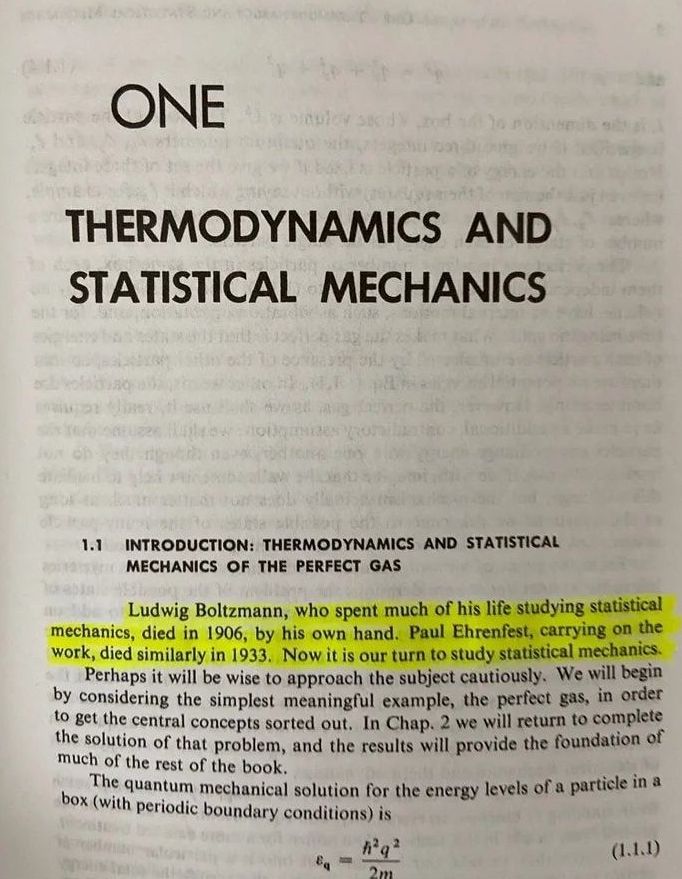 ONE
THERMODYNAMICS AND
STATISTICAL MECHANICS
1.1 INTRODUCTION: THERMODYNAMICS AND STATISTICAL
MECHANICS OF THE PERFECT GAS
Ludwig Boltzmann, who spent much of his life studying statistical
mechanics, died in 1906, by his own hand. Paul Ehrenfest, carrying on the
work, died similarly in 1933. Now it is our turn to study statistical mechanics.
Perhaps it will be wise to approach the subject cautiously. We will begin
by considering the simplest meaningful example, the perfect gas, in order
to get the central concepts sorted out. In Chap. 2 we will return to complete
the solution of that problem, and the results will provide the foundation of
much of the rest of the book.
The quantum mechanical solution for the energy levels of a particle in a
box (with periodic boundary conditions) is
ε_q = ℏ²q²/2m (1.1.1)